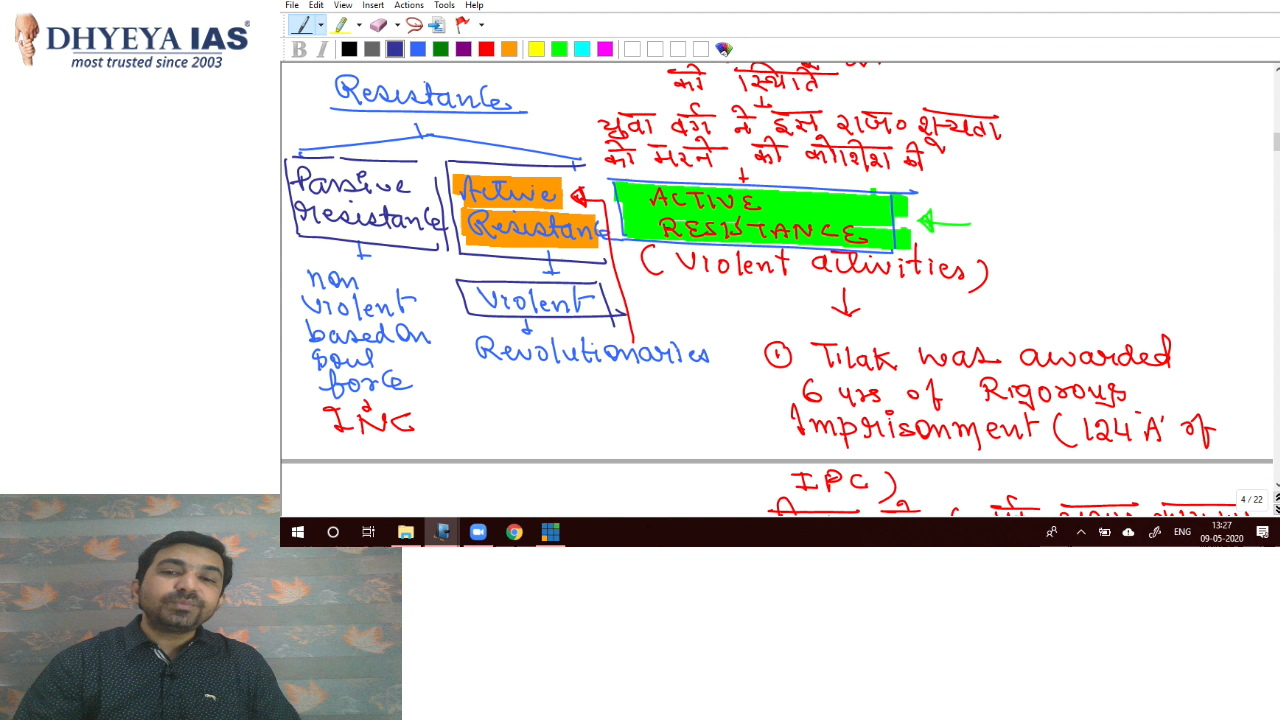 DHYEYA IAS
most trusted since 2003
File Edit View Insert Actions Tools Help
B I
Resistance
Passive
resistance
non
violent
based on
soul
force
INC
Active
Resistance
Violent
Revolutionaries
की स्थिति
युवा वर्ग ने इस राज० शून्यता
को भरने की कोशिश की
ACTIVE
RESISTANCE
(Violent activities)
① Tilak was awarded
6 yrs of Rigorous
Imprisonment (124'A' of
IPC)
4 / 22
ENG
13:27
09-05-2020